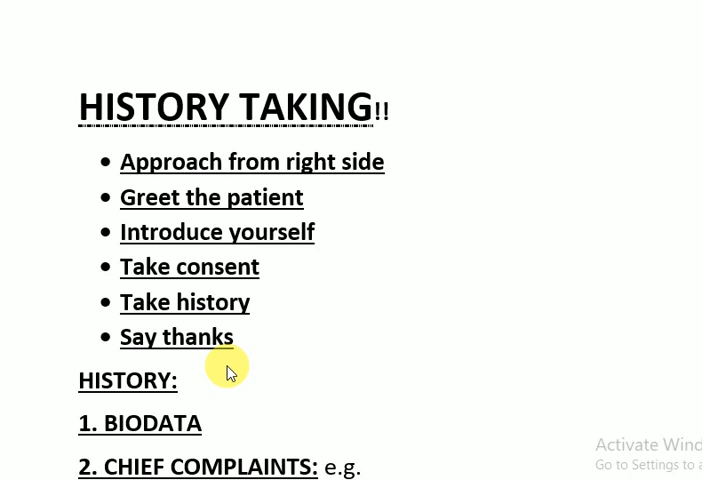 HISTORY TAKING!!
• Approach from right side
• Greet the patient
• Introduce yourself
• Take consent
• Take history
• Say thanks
HISTORY:
1. BIODATA
Activate Wind
Go to Settings to a
2. CHIEF COMPLAINTS: e.g.